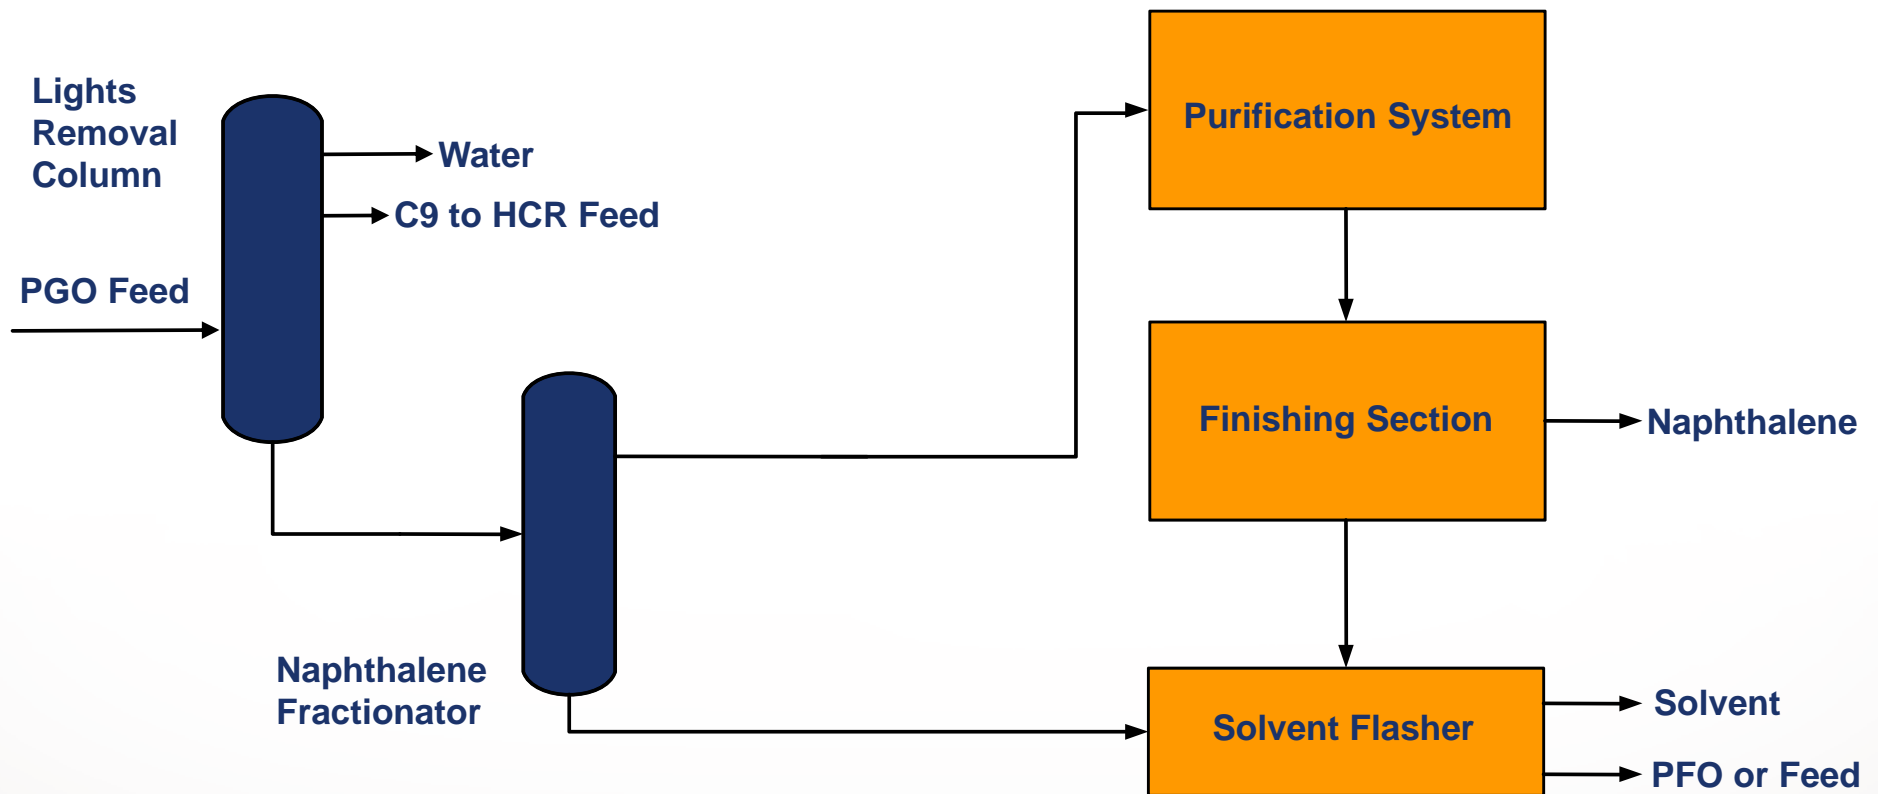 Lights
Removal
Column
Water
C9 to HCR Feed
PGO Feed
Naphthalene
Fractionator
Purification System
Finishing Section
Naphthalene
Solvent Flasher
Solvent
PFO or Feed